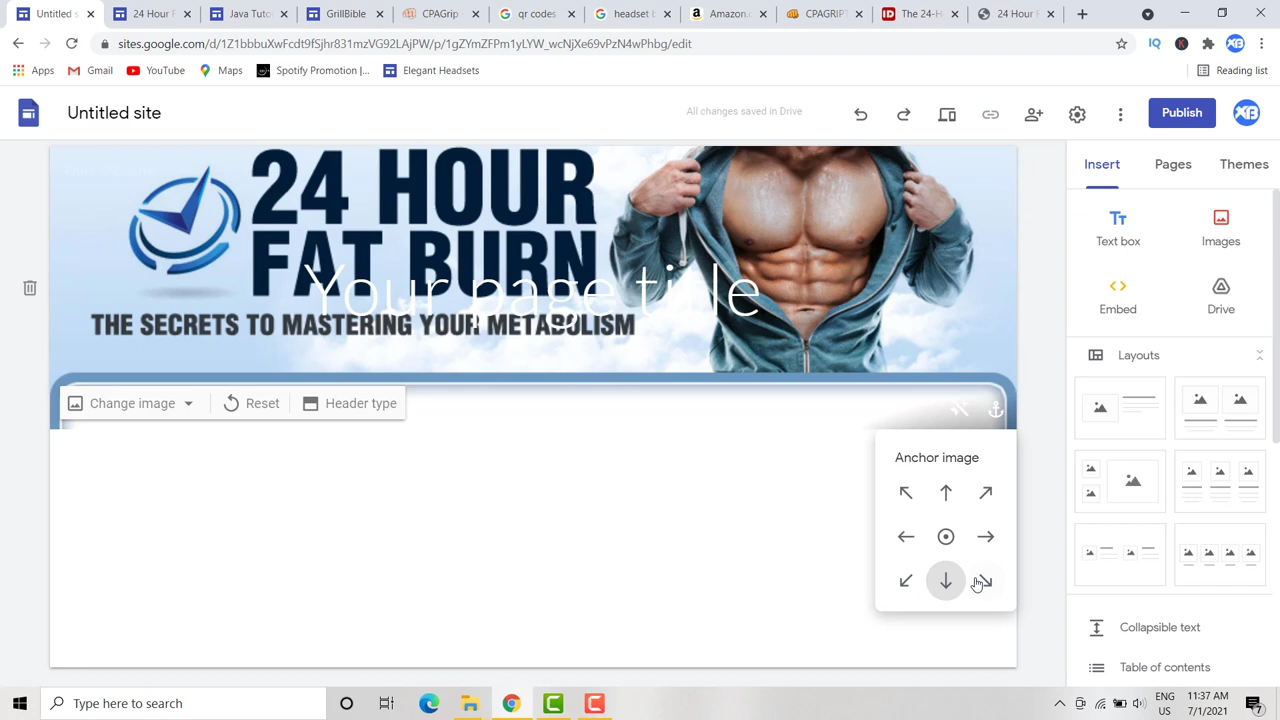 Untitled s
24 Hour F
Java Tuto
GrillBible
CPAGrip
qr codes
headset b
Amazon.c
CPAGRIP
The 24-H
24 Hour F
sites.google.com/d/1Z1bbbuXwFcdt9fSjhr831mzVG92LAjPW/p/1gZYmZFPm1yLYW_wcNjXe69vPzN4wPhbg/edit
Apps
Gmail
YouTube
Maps
Spotify Promotion |...
Elegant Headsets
Reading list
Untitled site
All changes saved in Drive
Publish
Insert
Pages
Themes
24 HOUR
FAT BURN
Your page title
THE SECRETS TO MASTERING YOUR METABOLISM
Text box
Images
Embed
Drive
Layouts
Change image
Reset
Header type
Anchor image
Collapsible text
Table of contents
Type here to search
ENG
US
11:37 AM
7/1/2021
7